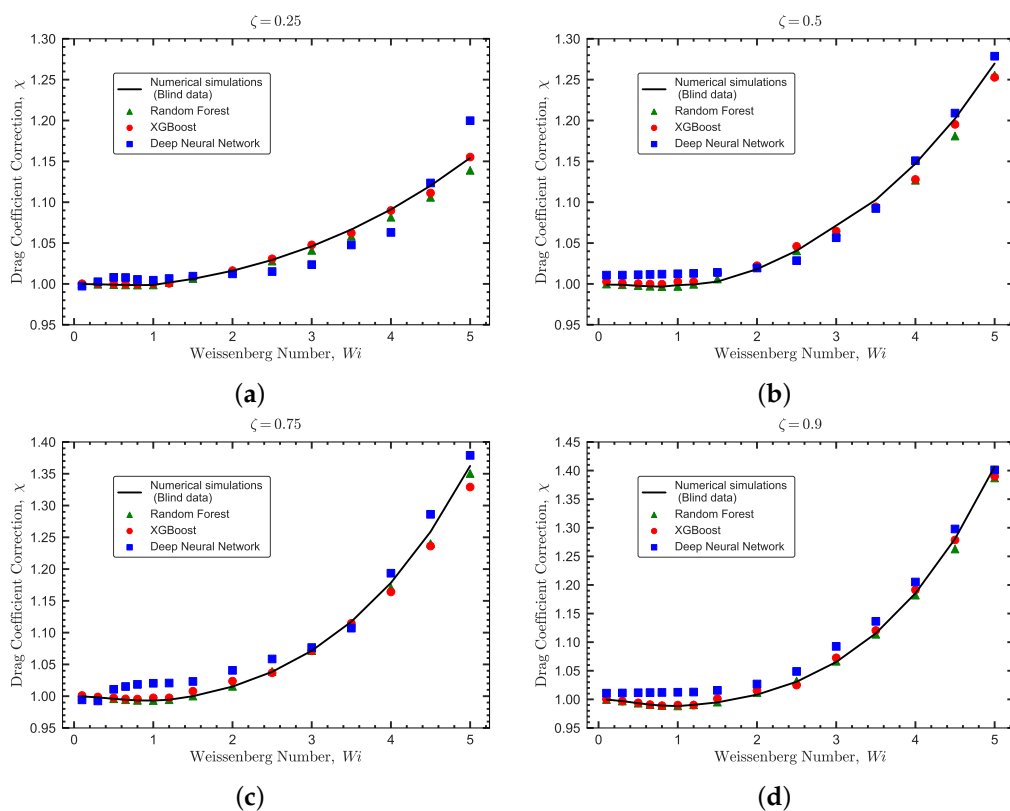 ζ = 0.25
1.30
1.25
1.20
1.15
1.10
1.05
1.00
0.95
Drag Coefficient Correction, χ
Numerical simulations
(Blind data)
Random Forest
XGBoost
Deep Neural Network
0 1 2 3 4 5
Weissenberg Number, Wi
(a)
ζ = 0.5
1.30
1.25
1.20
1.15
1.10
1.05
1.00
0.95
Drag Coefficient Correction, χ
Numerical simulations
(Blind data)
Random Forest
XGBoost
Deep Neural Network
0 1 2 3 4 5
Weissenberg Number, Wi
(b)
ζ = 0.75
1.40
1.35
1.30
1.25
1.20
1.15
1.10
1.05
1.00
0.95
Drag Coefficient Correction, χ
Numerical simulations
(Blind data)
Random Forest
XGBoost
Deep Neural Network
0 1 2 3 4 5
Weissenberg Number, Wi
(c)
ζ = 0.9
1.45
1.40
1.35
1.30
1.25
1.20
1.15
1.10
1.05
1.00
0.95
Drag Coefficient Correction, χ
Numerical simulations
(Blind data)
Random Forest
XGBoost
Deep Neural Network
0 1 2 3 4 5
Weissenberg Number, Wi
(d)